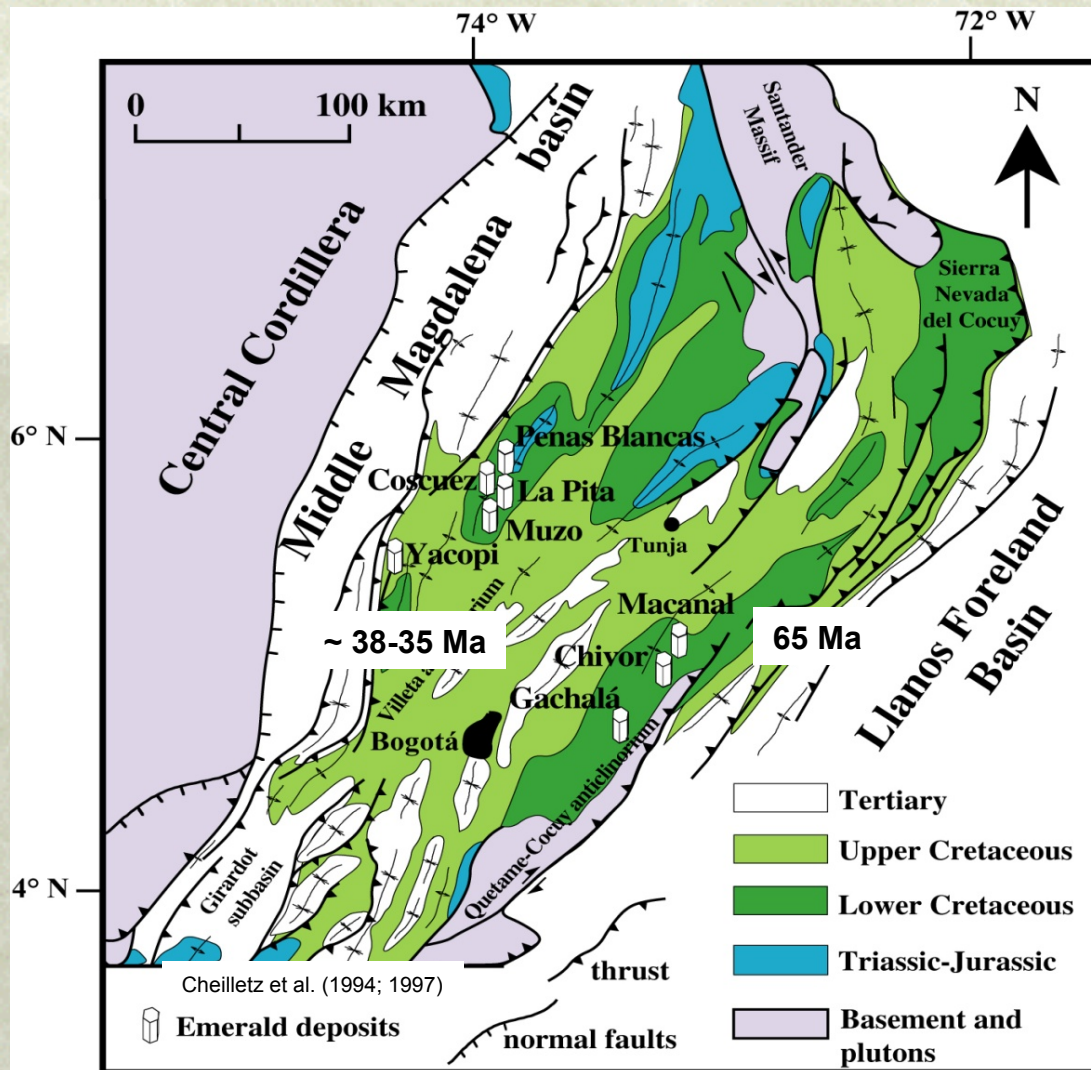 74° W
72° W
0 100 km
N
Santander
Massif
basin
Magdalena
Middle
Central Cordillera
Sierra
Nevada
del Cocuy
6° N
Penas Blancas
Coscuez
La Pita
Muzo
Yacopi
Tunja
Macanal
~ 38-35 Ma
65 Ma
Chivor
Gachalá
Villeta
Bogotá
Llanos Foreland
Basin
Quetame-Cocuy anticlinorium
4° N
Girardot
subbasin
Tertiary
Upper Cretaceous
Lower Cretaceous
Triassic-Jurassic
Basement and
plutons
thrust
normal faults
Cheilletz et al. (1994; 1997)
Emerald deposits